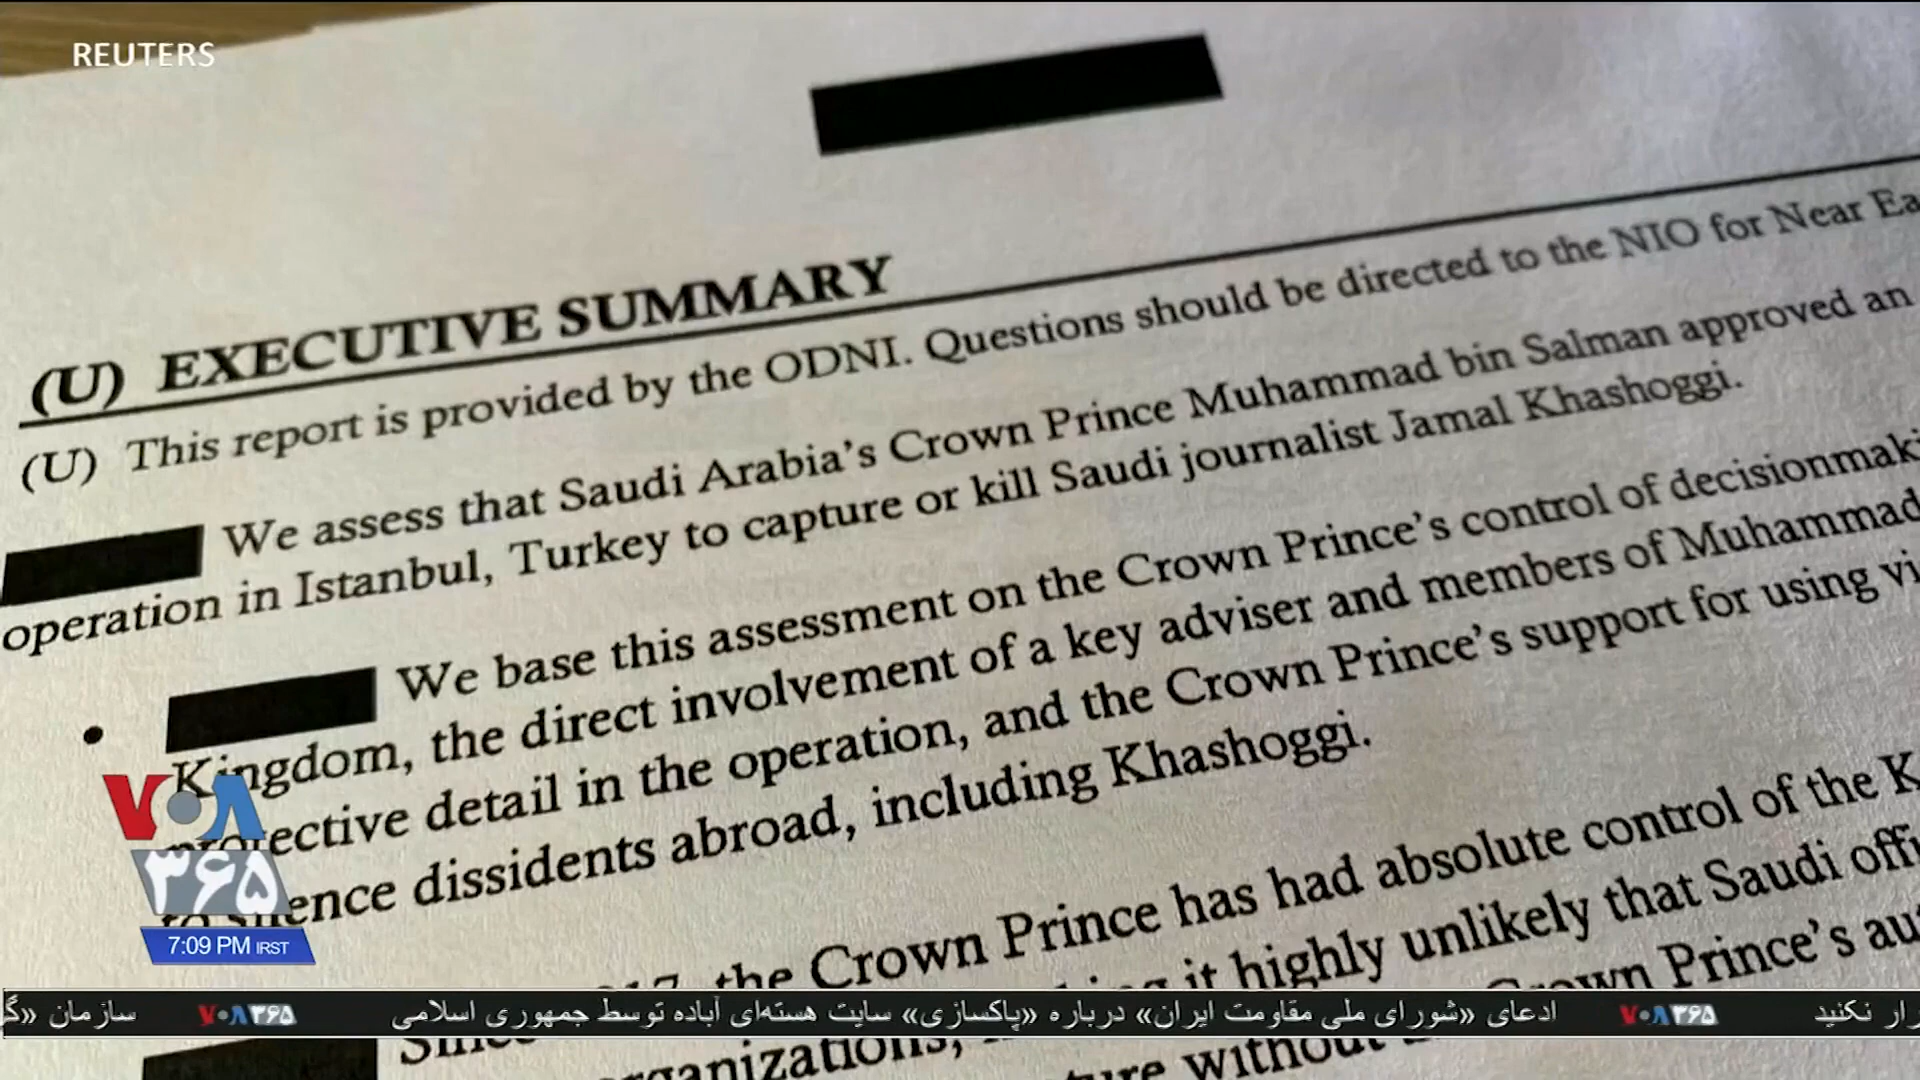 REUTERS
(U) EXECUTIVE SUMMARY
(U) This report is provided by the ODNI. Questions should be directed to the NIO for Near
We assess that Saudi Arabia's Crown Prince Muhammad bin Salman approved an
operation in Istanbul, Turkey to capture or kill Saudi journalist Jamal Khashoggi.
• We base this assessment on the Crown Prince's control of
Kingdom, the direct involvement of a key adviser and members of Muhammad
protective detail in the operation, and the Crown Prince's support for using
to silence dissidents abroad, including Khashoggi.
the Crown Prince has had absolute control of the
it highly unlikely that Saudi
Crown Prince's
VOA
۳۶۵
7:09 PM IRST
نکنید VOA۳۶۵ ادعای «شورای ملی مقاومت ایران» درباره «پاکسازی» سایت هسته‌ای آباده توسط جمهوری اسلامی VOA۳۶۵ سازمان
Since
without